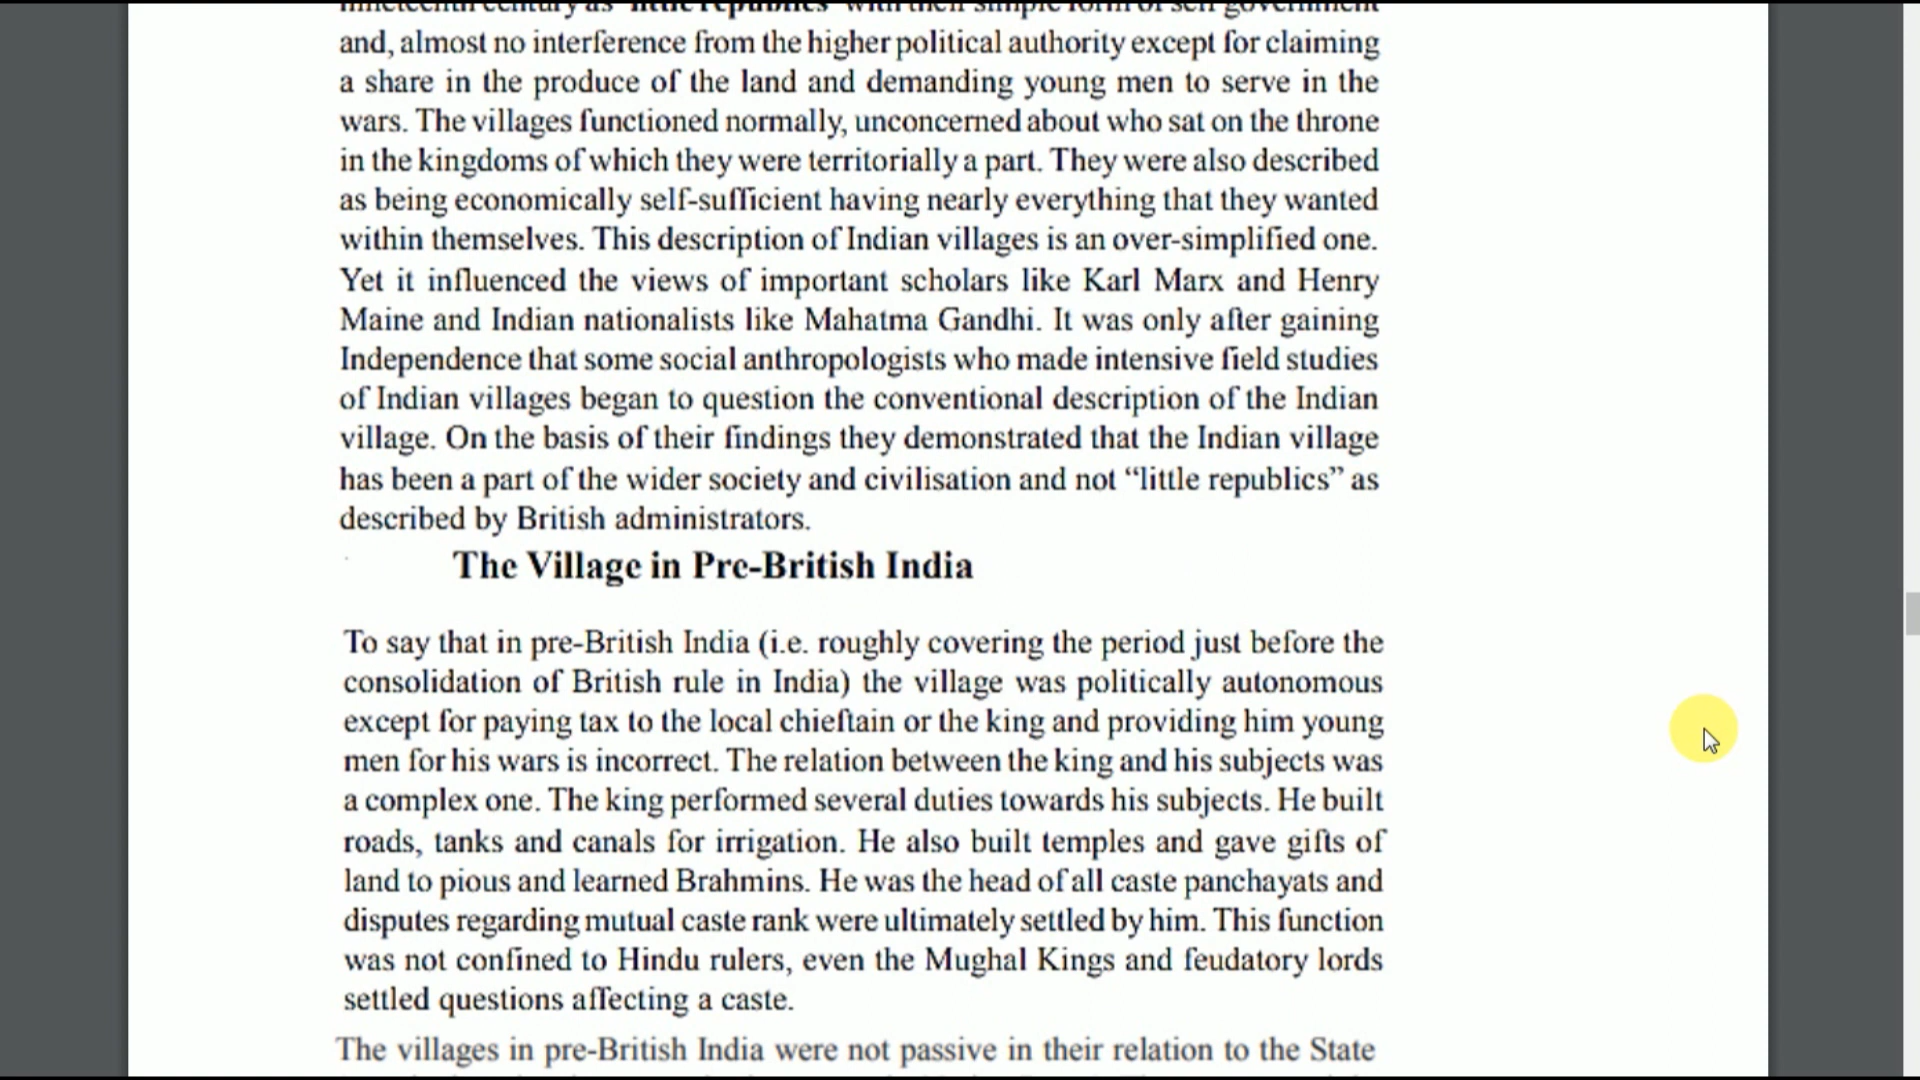 nineteenth century as "little republics" with their simple form of self government
and, almost no interference from the higher political authority except for claiming
a share in the produce of the land and demanding young men to serve in the
wars. The villages functioned normally, unconcerned about who sat on the throne
in the kingdoms of which they were territorially a part. They were also described
as being economically self-sufficient having nearly everything that they wanted
within themselves. This description of Indian villages is an over-simplified one.
Yet it influenced the views of important scholars like Karl Marx and Henry
Maine and Indian nationalists like Mahatma Gandhi. It was only after gaining
Independence that some social anthropologists who made intensive field studies
of Indian villages began to question the conventional description of the Indian
village. On the basis of their findings they demonstrated that the Indian village
has been a part of the wider society and civilisation and not “little republics” as
described by British administrators.
The Village in Pre-British India
To say that in pre-British India (i.e. roughly covering the period just before the
consolidation of British rule in India) the village was politically autonomous
except for paying tax to the local chieftain or the king and providing him young
men for his wars is incorrect. The relation between the king and his subjects was
a complex one. The king performed several duties towards his subjects. He built
roads, tanks and canals for irrigation. He also built temples and gave gifts of
land to pious and learned Brahmins. He was the head of all caste panchayats and
disputes regarding mutual caste rank were ultimately settled by him. This function
was not confined to Hindu rulers, even the Mughal Kings and feudatory lords
settled questions affecting a caste.
The villages in pre-British India were not passive in their relation to the State